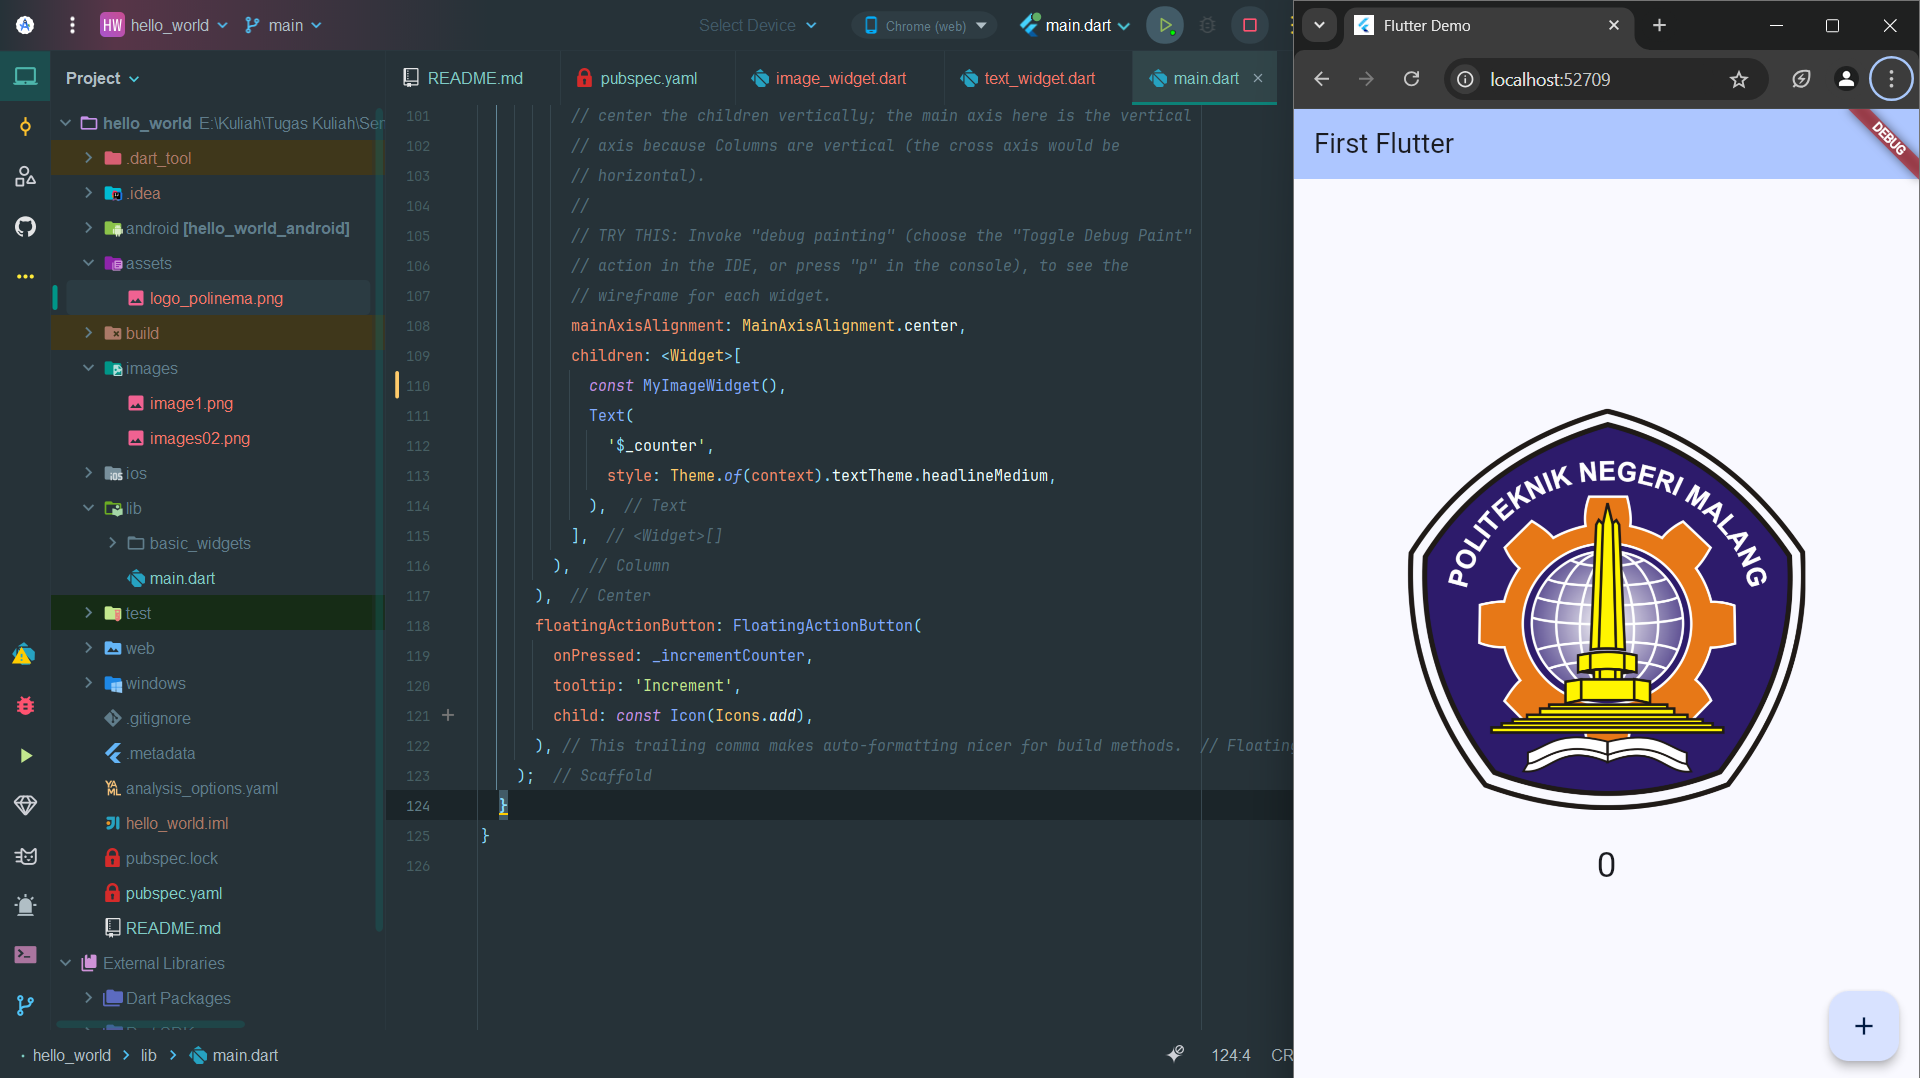 HW hello_world
main
Select Device
Chrome (web)
main.dart
Project
README.md
pubspec.yaml
image_widget.dart
text_widget.dart
main.dart
hello_world E:\Kuliah\Tugas Kuliah\Ser
.dart_tool
.idea
android [hello_world_android]
assets
logo_polinema.png
build
images
image1.png
images02.png
ios
lib
basic_widgets
main.dart
test
web
windows
.gitignore
.metadata
analysis_options.yaml
hello_world.iml
pubspec.lock
pubspec.yaml
README.md
External Libraries
Dart Packages
101 // center the children vertically; the main axis here is the vertical
102 // axis because Columns are vertical (the cross axis would be
103 // horizontal).
104 //
105 // TRY THIS: Invoke "debug painting" (choose the "Toggle Debug Paint"
106 // action in the IDE, or press "p" in the console), to see the
107 // wireframe for each widget.
108 mainAxisAlignment: MainAxisAlignment.center,
109 children: <Widget>[
110 const MyImageWidget(),
111 Text(
112 '$_counter',
113 style: Theme.of(context).textTheme.headlineMedium,
114 ), // Text
115 ], // <Widget>[]
116 ), // Column
117 ), // Center
118 floatingActionButton: FloatingActionButton(
119 onPressed: _incrementCounter,
120 tooltip: 'Increment',
121 child: const Icon(Icons.add),
122 ), // This trailing comma makes auto-formatting nicer for build methods. // Floating
123 ); // Scaffold
124 }
125 }
126
hello_world > lib > main.dart
124:4 CR
Flutter Demo
localhost:52709
First Flutter
DEBUG
POLITEKNIK NEGERI MALANG
0
+